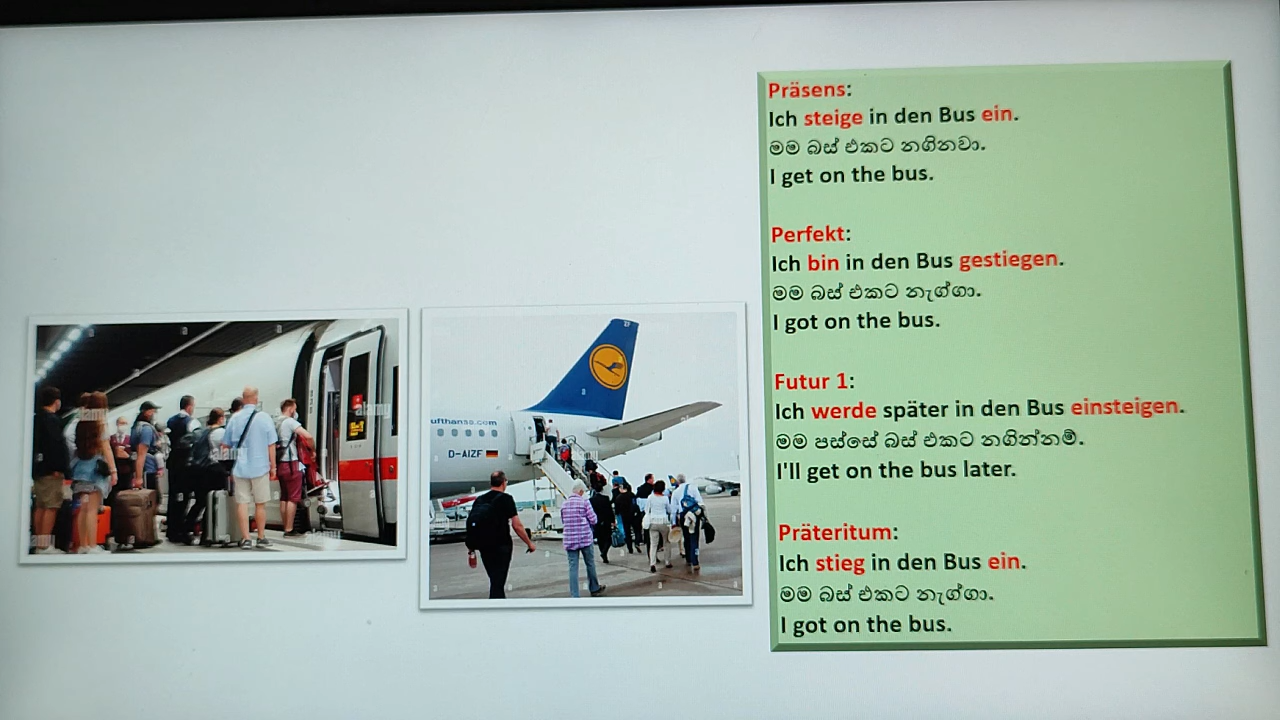 Präsens:
Ich steige in den Bus ein.
මම බස් එකට නගිනවා.
I get on the bus.
Perfekt:
Ich bin in den Bus gestiegen.
මම බස් එකට නැග්ගා.
I got on the bus.
Futur 1:
Ich werde später in den Bus einsteigen.
මම පස්සේ බස් එකට නගින්නම්.
I'll get on the bus later.
Präteritum:
Ich stieg in den Bus ein.
මම බස් එකට නැග්ගා.
I got on the bus.
alamy
alamy
alamy
ufthansa.com
D-AIZF